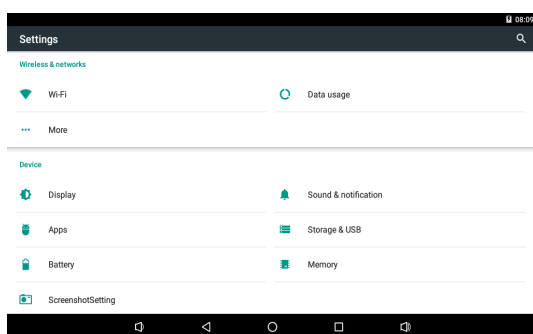 08:09
Settings
Wireless & networks
Wi-Fi
Data usage
More
Device
Display
Sound & notification
Apps
Storage & USB
Battery
Memory
ScreenshotSetting